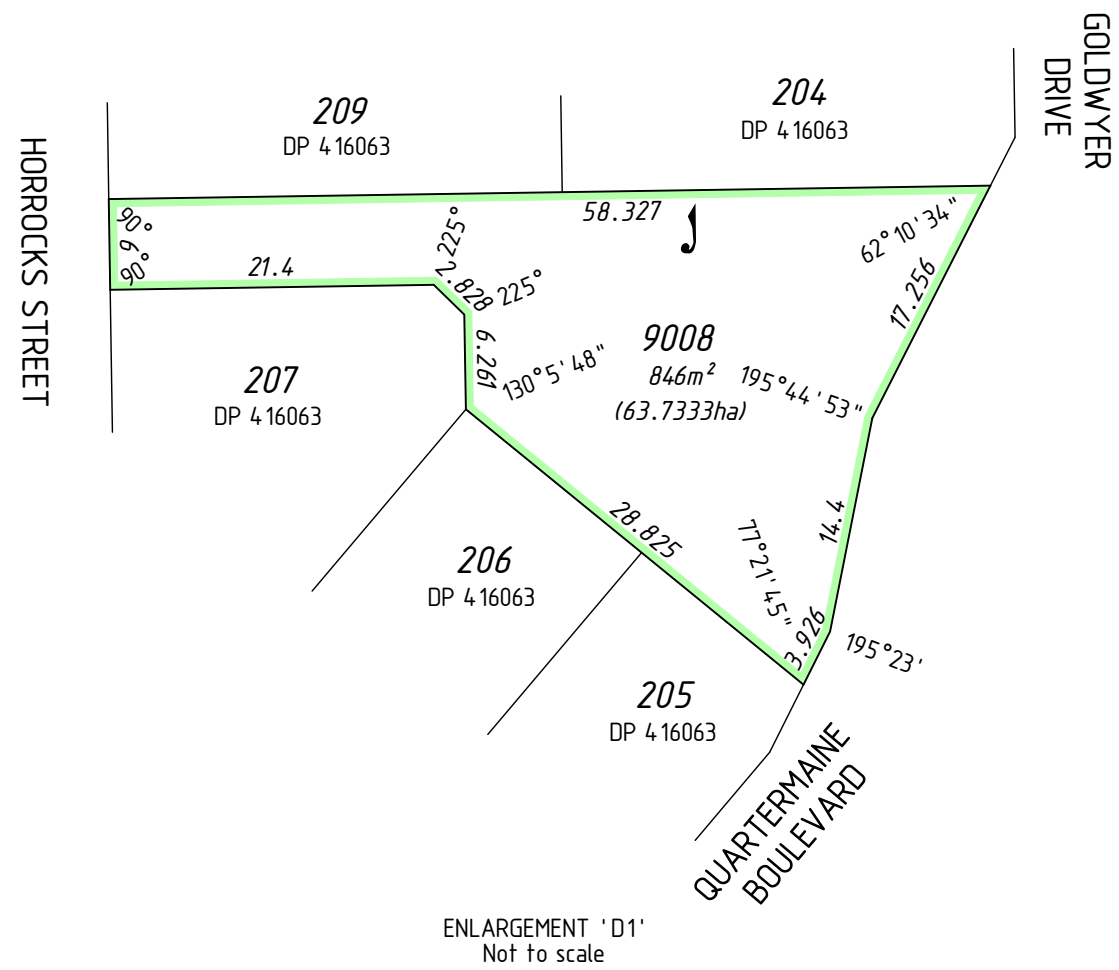 GOLDWYER
DRIVE
HORROCKS STREET
209
DP 416063
204
DP 416063
58.327
90°
6
90°
21.4
225°
2.828
225°
62°10'34"
17.256
6.261
130°5'48"
9008
846m²
(63.7333ha)
195°44'53"
207
DP 416063
28.825
14.4
77°21'45"
3.926
195°23'
206
DP 416063
205
DP 416063
QUARTERMAINE
BOULEVARD
ENLARGEMENT 'D1'
Not to scale